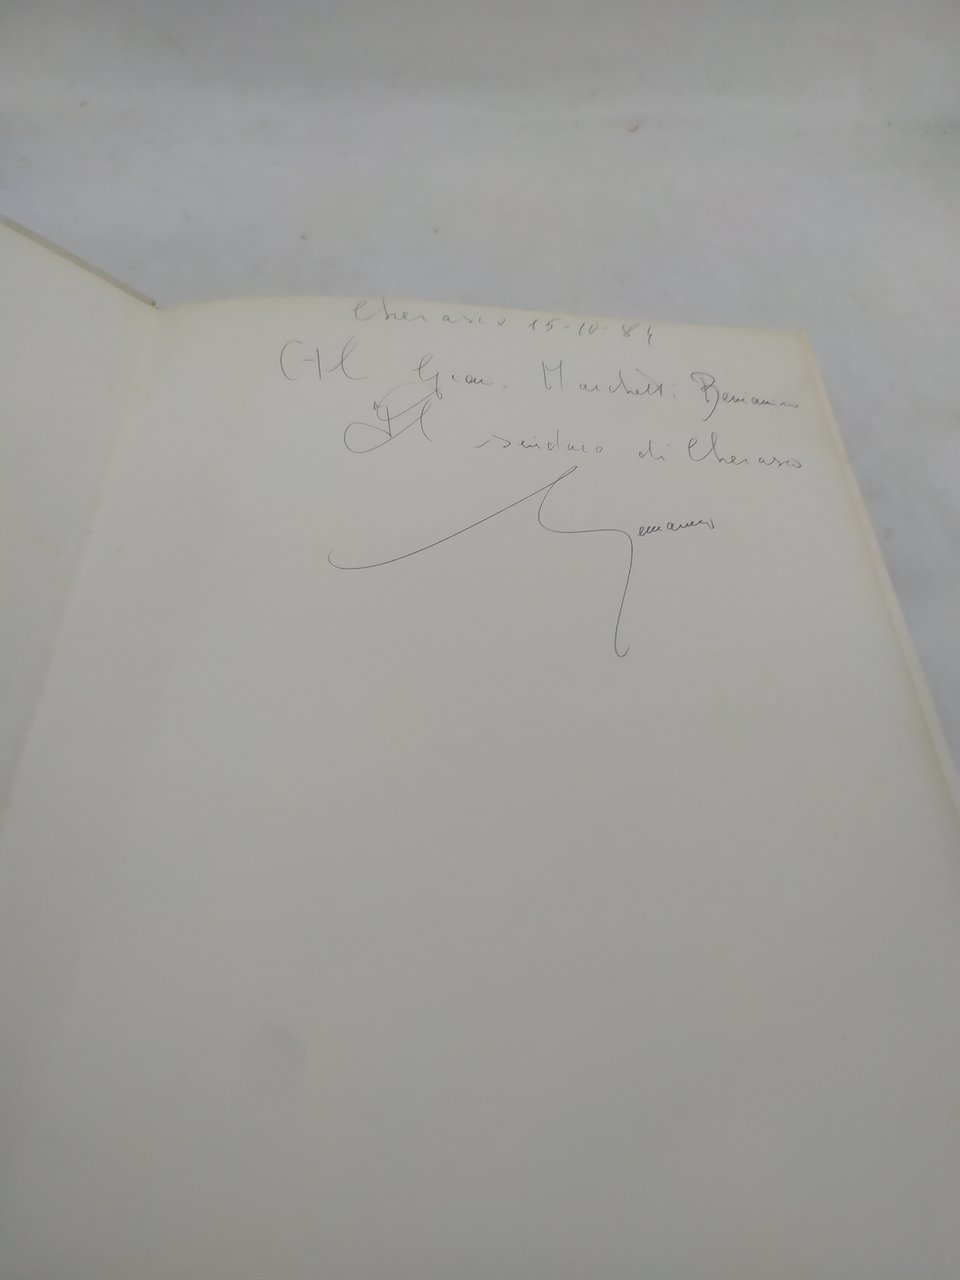 Cherasco 15-10-84
Al Geom. Marchetti Beniamino
Il sindaco di Cherasco